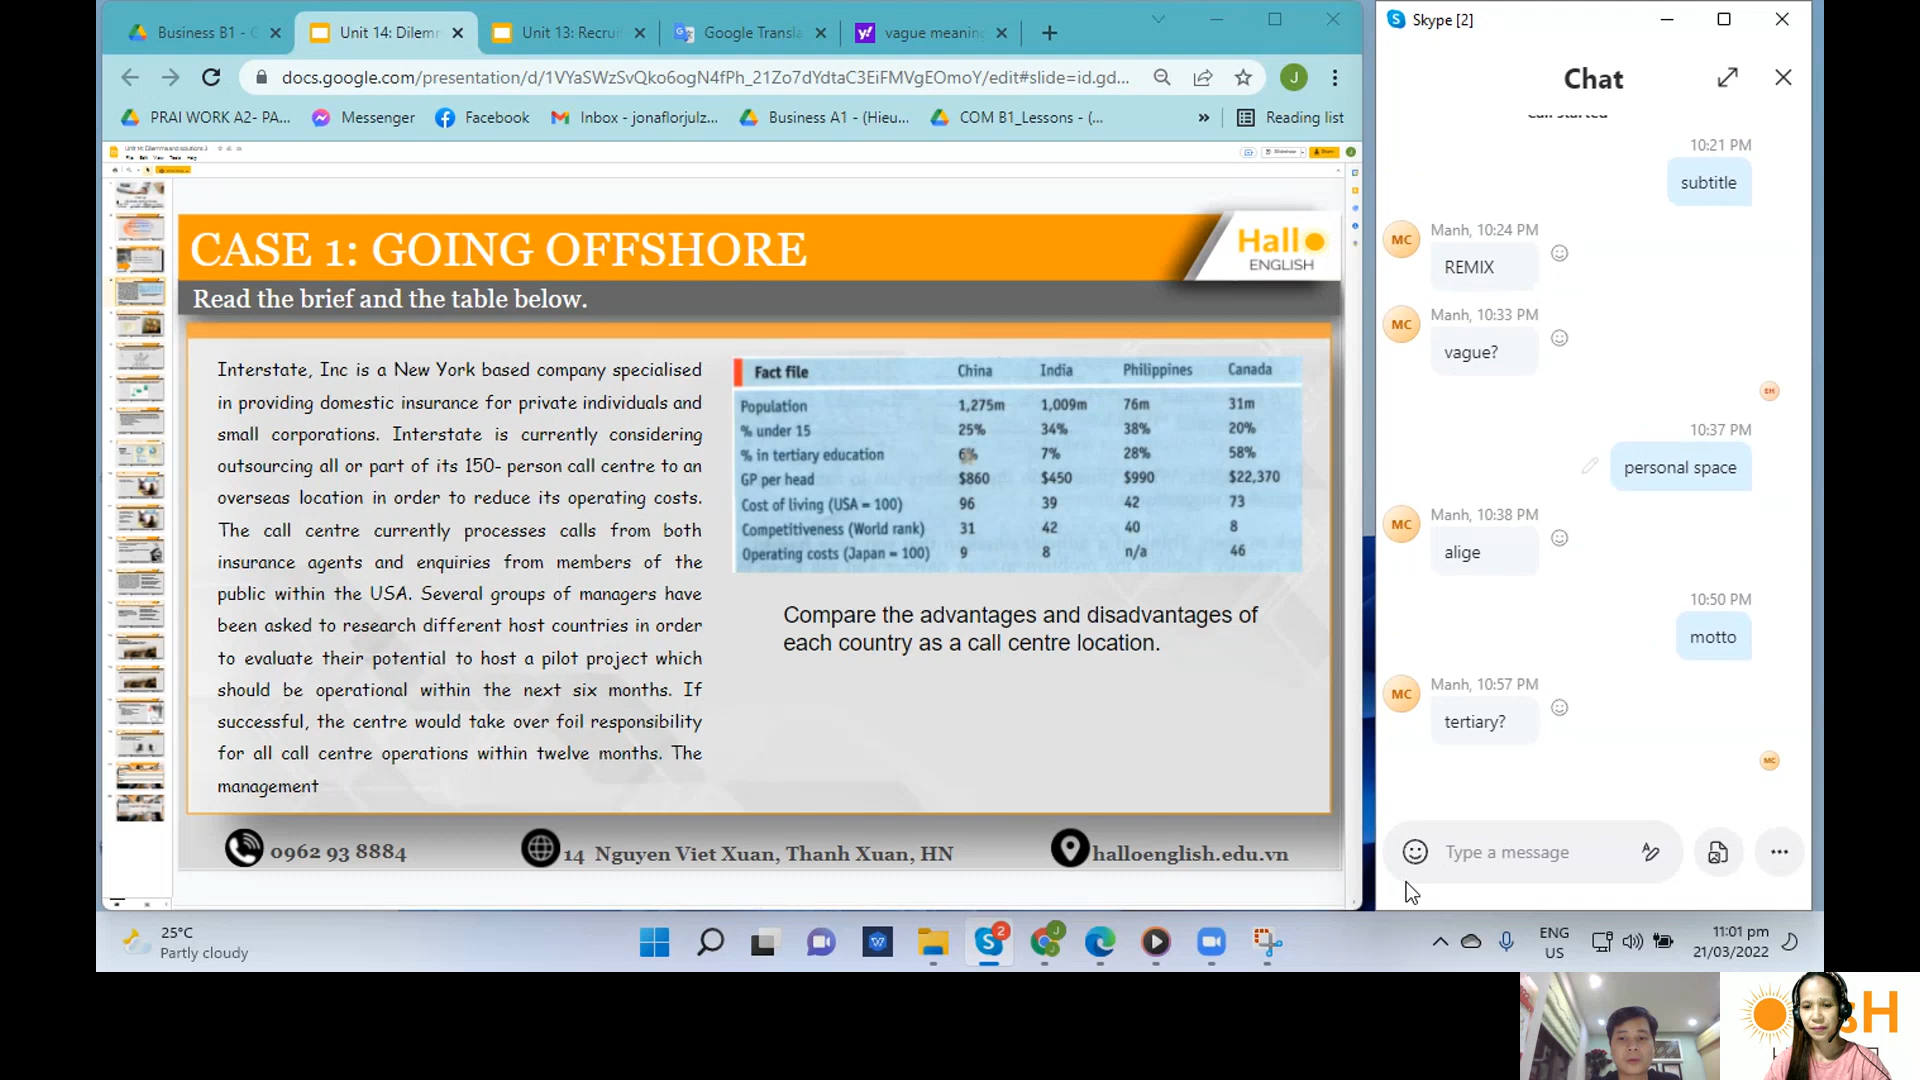 Business B1 - C
Unit 14: Dilem
Unit 13: Recrui
Google Transla
vague meanin
docs.google.com/presentation/d/1VYaSWzSvQko6ogN4fPh_21Zo7dYdtaC3EiFMVgEOmoY/edit#slide=id.gd...
J
PRAI WORK A2- PA...
Messenger
Facebook
Inbox - jonaflorjulz...
Business A1 - (Hieu...
COM B1_Lessons - (...
»
Reading list
CASE 1: GOING OFFSHORE
Hallo
ENGLISH
Read the brief and the table below.
Interstate, Inc is a New York based company specialised
in providing domestic insurance for private individuals and
small corporations. Interstate is currently considering
outsourcing all or part of its 150- person call centre to an
overseas location in order to reduce its operating costs.
The call centre currently processes calls from both
insurance agents and enquiries from members of the
public within the USA. Several groups of managers have
been asked to research different host countries in order
to evaluate their potential to host a pilot project which
should be operational within the next six months. If
successful, the centre would take over foil responsibility
for all call centre operations within twelve months. The
management
Fact file China India Philippines Canada
Population 1,275m 1,009m 76m 31m
% under 15 25% 34% 38% 20%
% in tertiary education 6% 7% 28% 58%
GP per head $860 $450 $990 $22,370
Cost of living (USA = 100) 96 39 42 73
Competitiveness (World rank) 31 42 40 8
Operating costs (Japan = 100) 9 8 n/a 46
Compare the advantages and disadvantages of
each country as a call centre location.
0962 93 8884
14 Nguyen Viet Xuan, Thanh Xuan, HN
halloenglish.edu.vn
Skype [2]
Chat
Call started
10:21 PM
subtitle
MC
Manh, 10:24 PM
REMIX
MC
Manh, 10:33 PM
vague?
EH
10:37 PM
personal space
MC
Manh, 10:38 PM
alige
10:50 PM
motto
MC
Manh, 10:57 PM
tertiary?
MC
Type a message
25°C
Partly cloudy
2
ENG
US
11:01 pm
21/03/2022